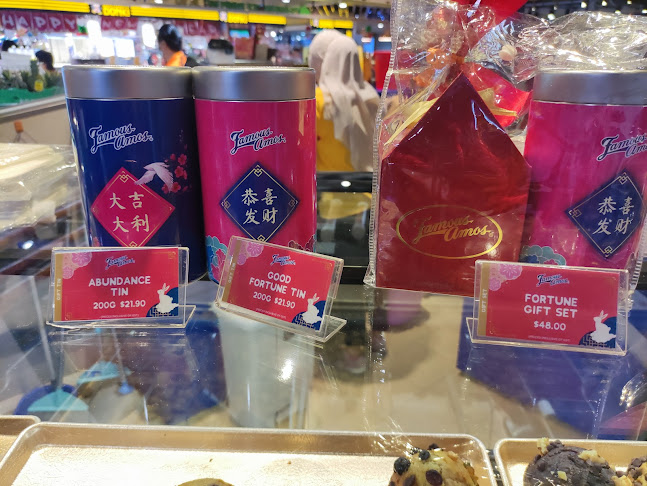 HAPP
Famous
Amos
大吉
大利
Famous
Amos
恭喜
发财
Famous
Amos
Famous
Amos
恭喜
发财
Famous Amos
ABUNDANCE
TIN
200G $21.90
Famous Amos
GOOD
FORTUNE TIN
200G $21.90
Famous Amos
FORTUNE
GIFT SET
$48.00